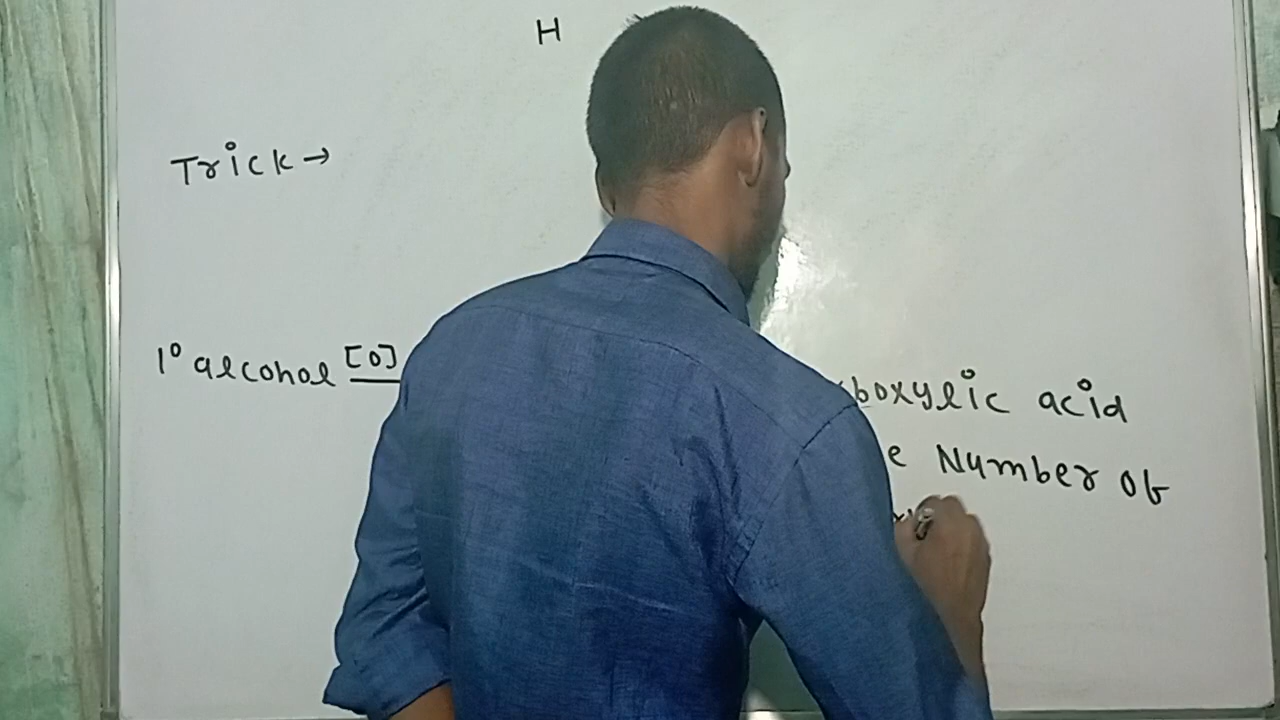 H
Trick →
1° alcohol [O] boxylic acid
Number of